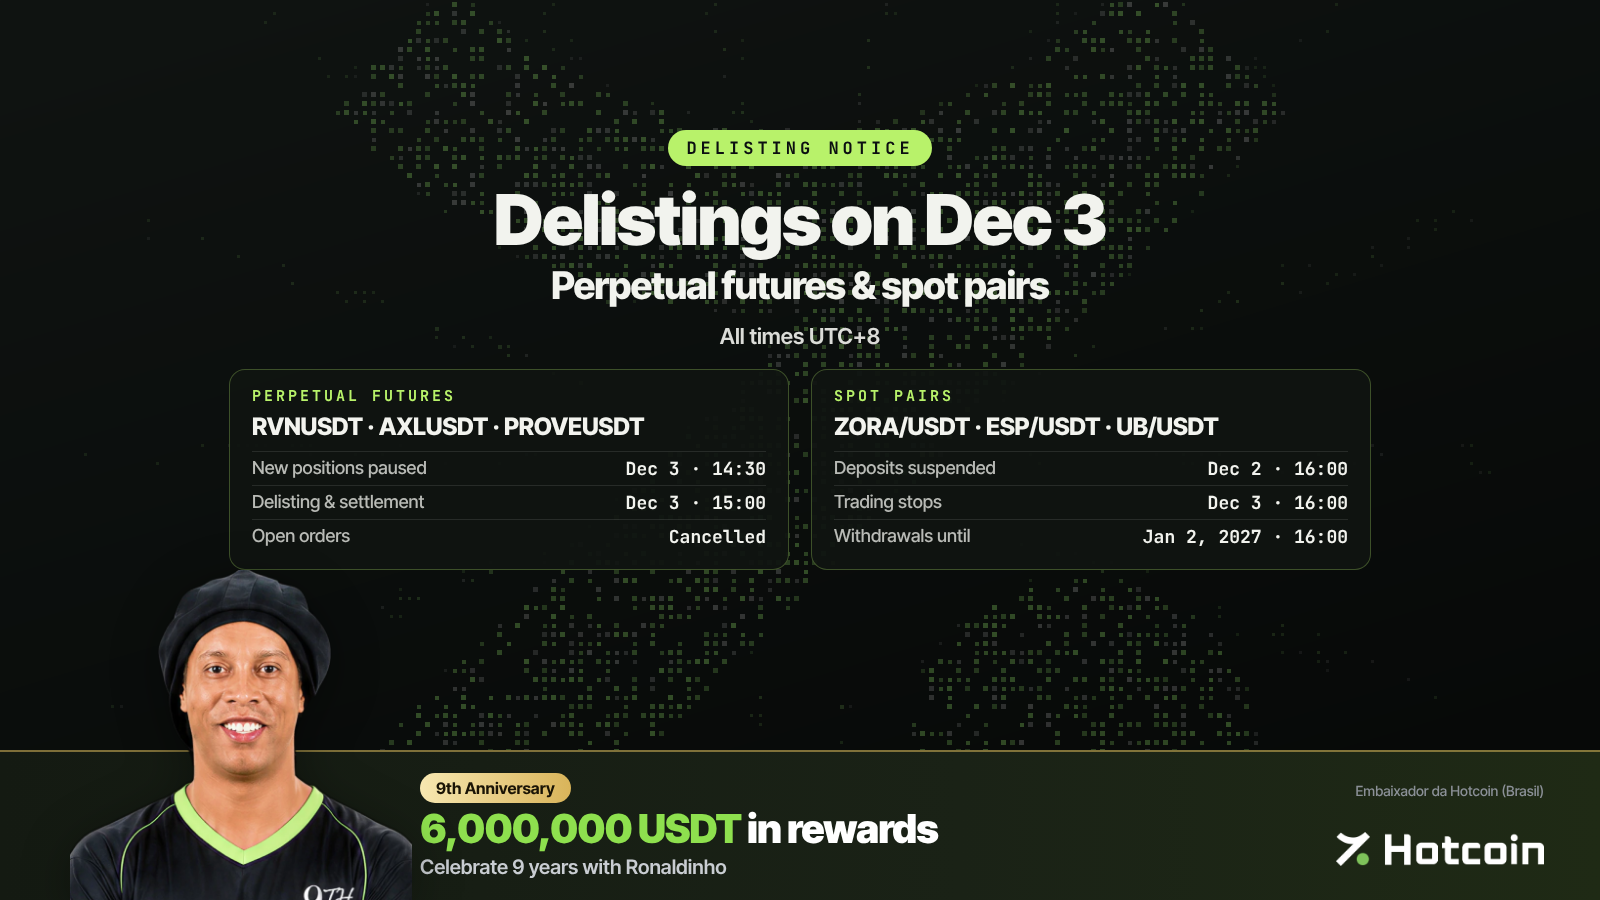 DELISTING NOTICE
Delistings on Dec 3
Perpetual futures & spot pairs
All times UTC+8
PERPETUAL FUTURES
RVNUSDT · AXLUSDT · PROVEUSDT
New positions paused Dec 3 · 14:30
Delisting & settlement Dec 3 · 15:00
Open orders Cancelled
SPOT PAIRS
ZORA/USDT · ESP/USDT · UB/USDT
Deposits suspended Dec 2 · 16:00
Trading stops Dec 3 · 16:00
Withdrawals until Jan 2, 2027 · 16:00
9th Anniversary
6,000,000 USDT in rewards
Celebrate 9 years with Ronaldinho
Embaixador da Hotcoin (Brasil)
Hotcoin
9TH